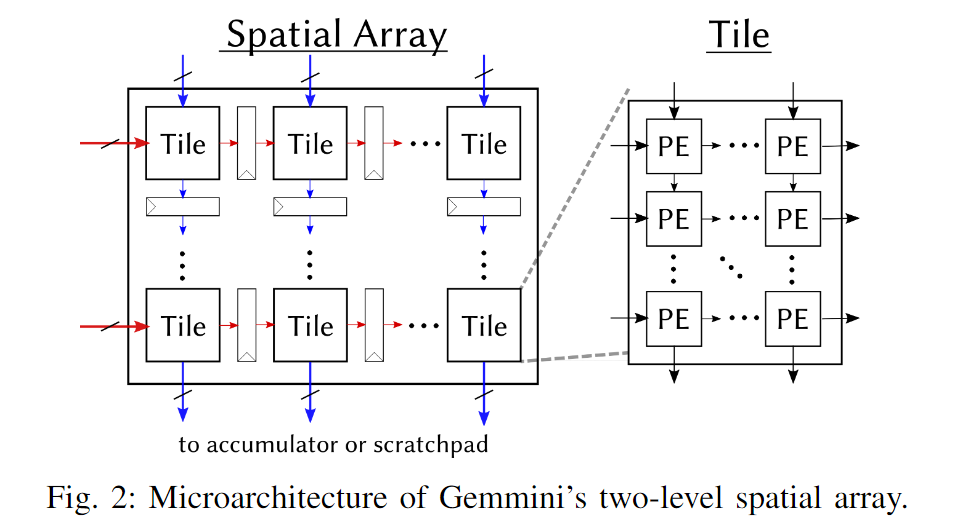 Spatial Array
Tile
Tile Tile ••• Tile
Tile Tile ••• Tile
PE ••• PE
PE ••• PE
PE ••• PE
to accumulator or scratchpad
Fig. 2: Microarchitecture of Gemmini's two-level spatial array.